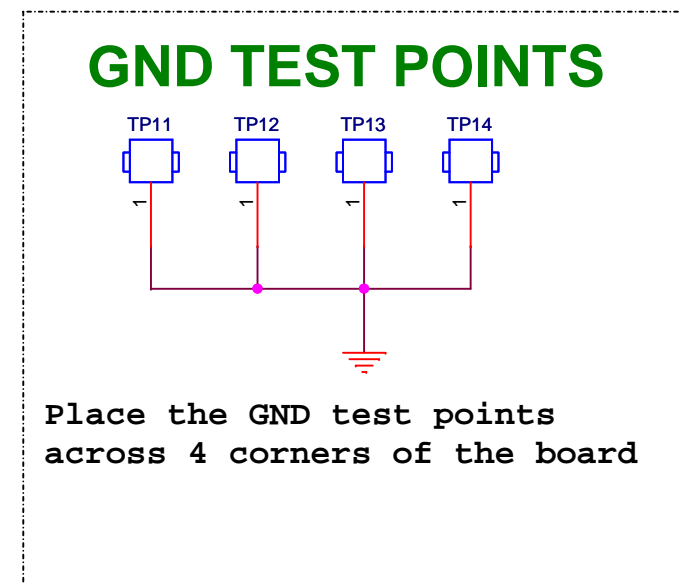 GND TEST POINTS
TP11 TP12 TP13 TP14
1 1 1 1
Place the GND test points
across 4 corners of the board